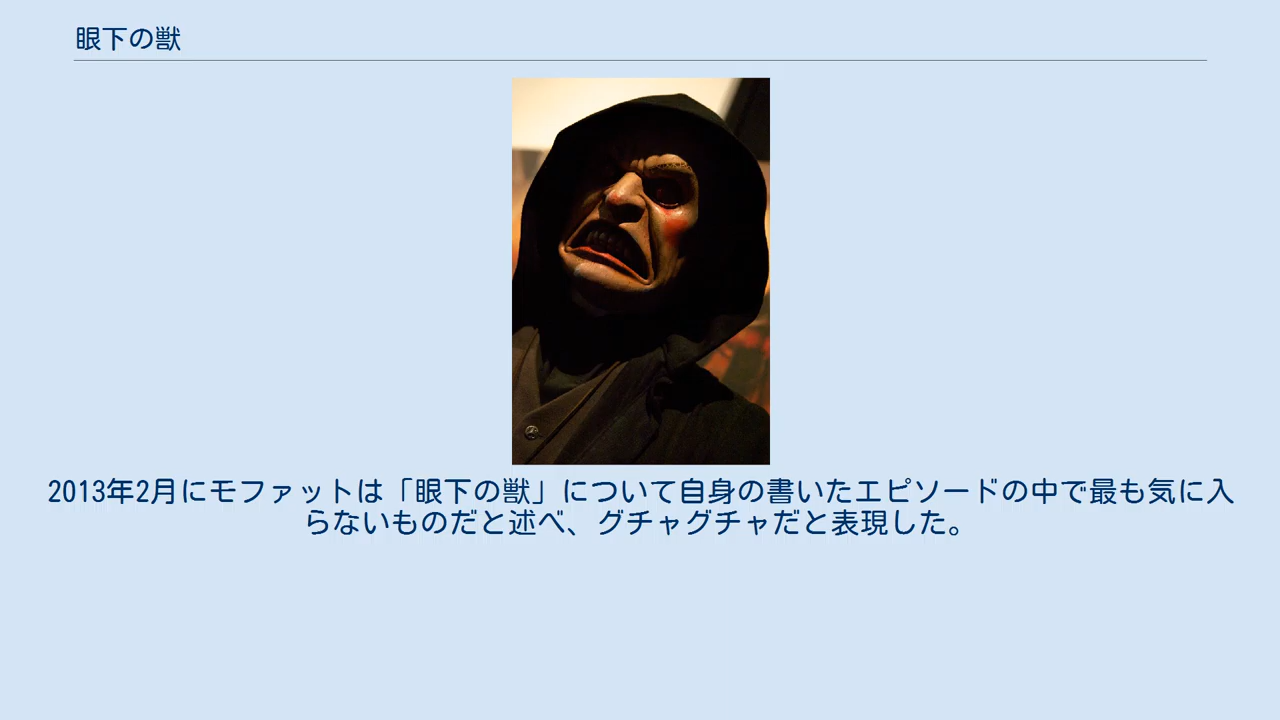 眼下の獣
2013年2月にモファットは「眼下の獣」について自身の書いたエピソードの中で最も気に入
らないものだと述べ、グチャグチャだと表現した。